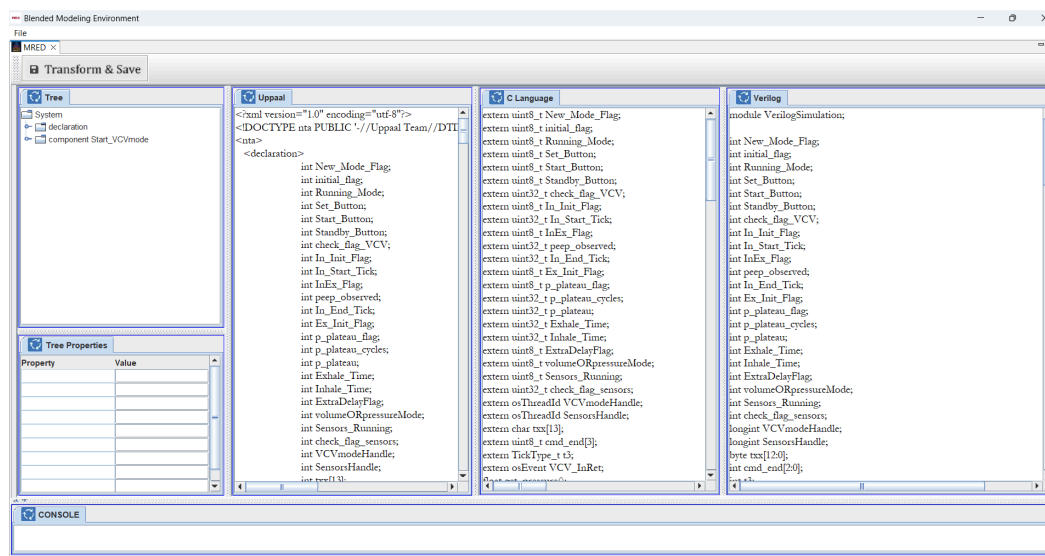 Blended Modeling Environment
File
MRED
Transform & Save
Tree
System
declaration
component Start_VCVmode
Tree Properties
Property Value
Uppaal
<?xml version="1.0" encoding="utf-8"?>
<!DOCTYPE nta PUBLIC '-//Uppaal Team//DTD
<nta>
<declaration>
int New_Mode_Flag;
int initial_flag;
int Running_Mode;
int Set_Button;
int Start_Button;
int Standby_Button;
int check_flag_VCV;
int In_Init_Flag;
int In_Start_Tick;
int InEx_Flag;
int peep_observed;
int In_End_Tick;
int Ex_Init_Flag;
int p_plateau_flag;
int p_plateau_cycles;
int p_plateau;
int Exhale_Time;
int Inhale_Time;
int ExtraDelayFlag;
int volumeORpressureMode;
int Sensors_Running;
int check_flag_sensors;
int VCVmodeHandle;
int SensorsHandle;
int txx[13];
C Language
extern uint8_t New_Mode_Flag;
extern uint8_t initial_flag;
extern uint8_t Running_Mode;
extern uint8_t Set_Button;
extern uint8_t Start_Button;
extern uint8_t Standby_Button;
extern uint32_t check_flag_VCV;
extern uint8_t In_Init_Flag;
extern uint32_t In_Start_Tick;
extern uint8_t InEx_Flag;
extern uint32_t peep_observed;
extern uint32_t In_End_Tick;
extern uint8_t Ex_Init_Flag;
extern uint8_t p_plateau_flag;
extern uint32_t p_plateau_cycles;
extern uint32_t p_plateau;
extern uint32_t Exhale_Time;
extern uint32_t Inhale_Time;
extern uint8_t ExtraDelayFlag;
extern uint8_t volumeORpressureMode;
extern uint8_t Sensors_Running;
extern uint32_t check_flag_sensors;
extern osThreadId VCVmodeHandle;
extern osThreadId SensorsHandle;
extern char txx[13];
extern uint8_t cmd_end[3];
extern TickType_t t3;
extern osEvent VCV_InRet;
float get_pressure();
Verilog
module VerilogSimulation;
int New_Mode_Flag;
int initial_flag;
int Running_Mode;
int Set_Button;
int Start_Button;
int Standby_Button;
int check_flag_VCV;
int In_Init_Flag;
int In_Start_Tick;
int InEx_Flag;
int peep_observed;
int In_End_Tick;
int Ex_Init_Flag;
int p_plateau_flag;
int p_plateau_cycles;
int p_plateau;
int Exhale_Time;
int Inhale_Time;
int ExtraDelayFlag;
int volumeORpressureMode;
int Sensors_Running;
int check_flag_sensors;
longint VCVmodeHandle;
longint SensorsHandle;
byte txx[12:0];
int cmd_end[2:0];
int t3;
CONSOLE